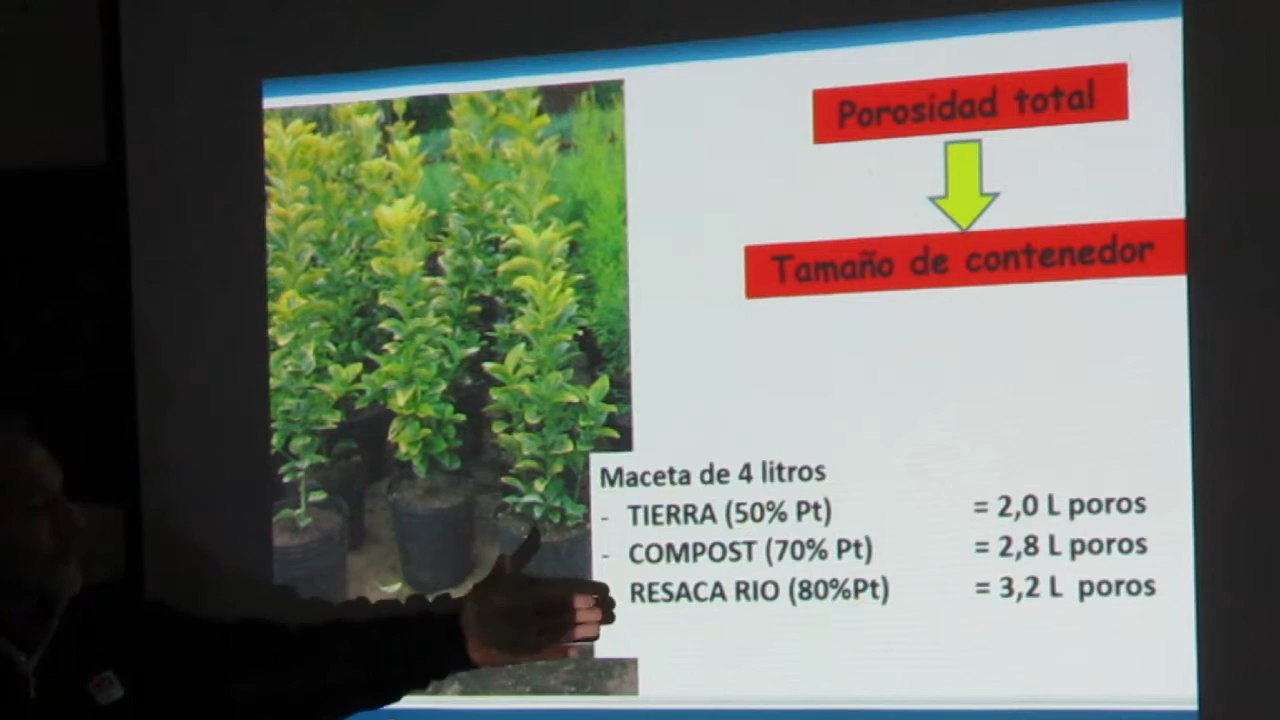 Porosidad total
Tamaño de contenedor
Maceta de 4 litros
- TIERRA (50% Pt) = 2,0 L poros
- COMPOST (70% Pt) = 2,8 L poros
RESACA RIO (80%Pt) = 3,2 L poros